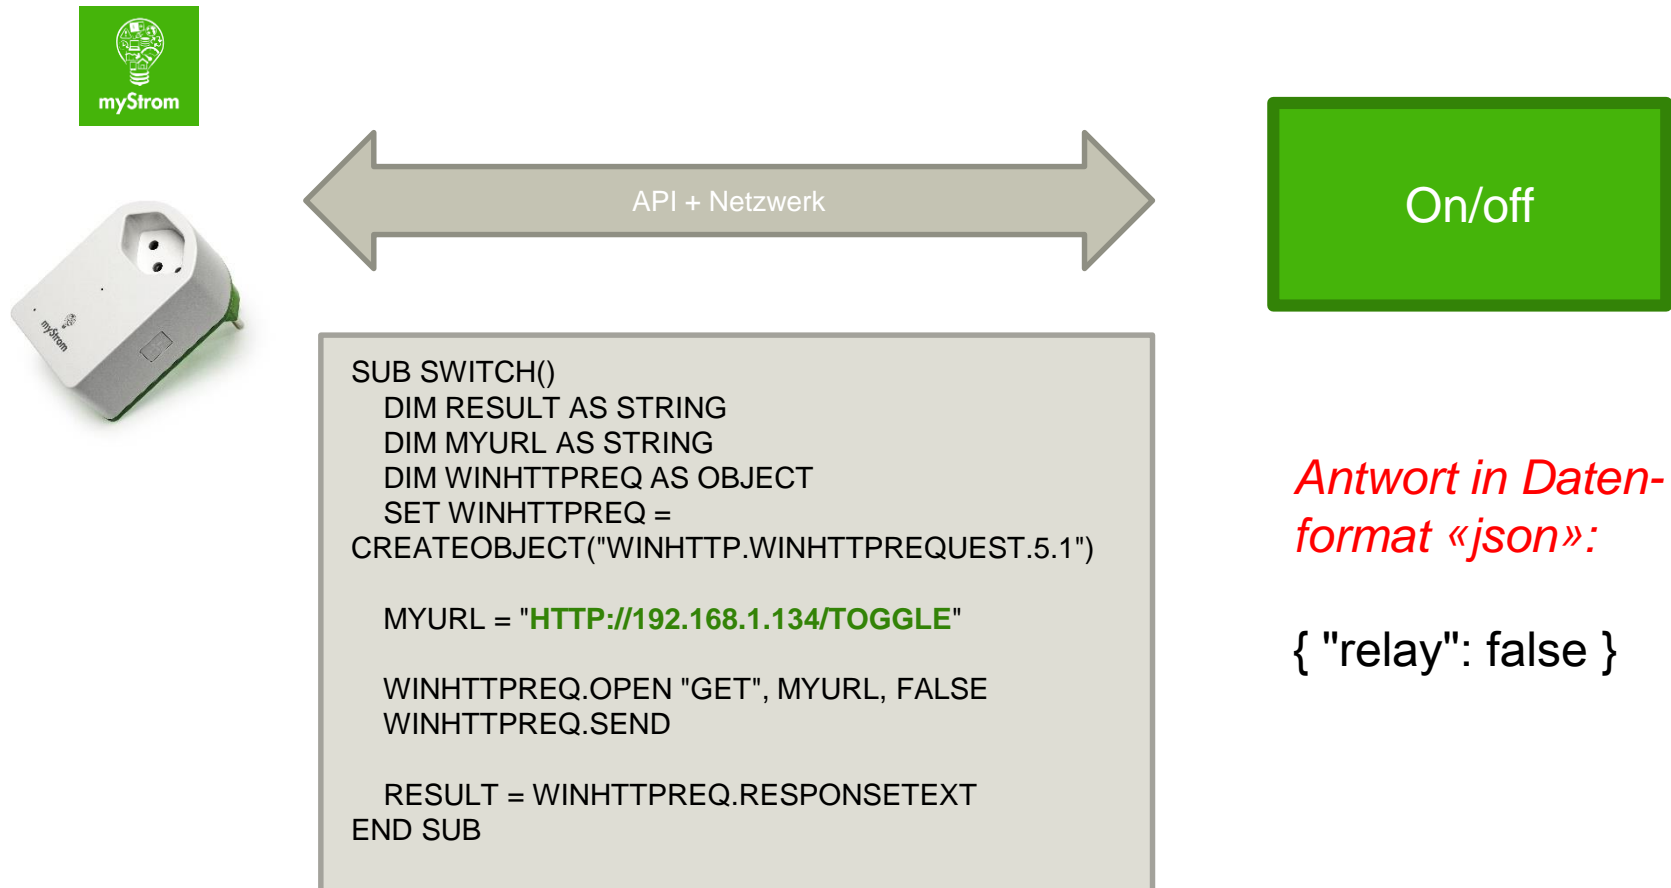 myStrom
API + Netzwerk
On/off
myStrom
SUB SWITCH()
DIM RESULT AS STRING
DIM MYURL AS STRING
DIM WINHTTPREQ AS OBJECT
SET WINHTTPREQ =
CREATEOBJECT("WINHTTP.WINHTTPREQUEST.5.1")
MYURL = "HTTP://192.168.1.134/TOGGLE"
WINHTTPREQ.OPEN "GET", MYURL, FALSE
WINHTTPREQ.SEND
RESULT = WINHTTPREQ.RESPONSETEXT
END SUB
Antwort in Daten-
format «json»:
{ "relay": false }